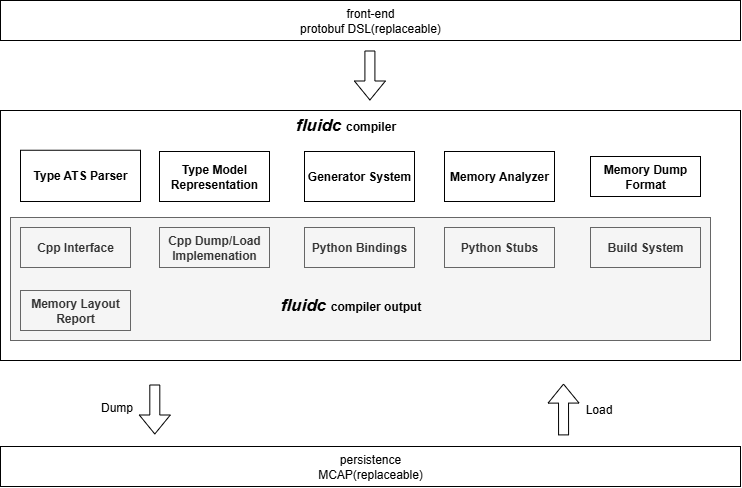 front-end
protobuf DSL(replaceable)
fluidc compiler
Type ATS Parser
Type Model
Representation
Generator System
Memory Analyzer
Memory Dump
Format
Cpp Interface
Cpp Dump/Load
Implemenation
Python Bindings
Python Stubs
Build System
Memory Layout
Report
fluidc compiler output
Dump
Load
persistence
MCAP(replaceable)